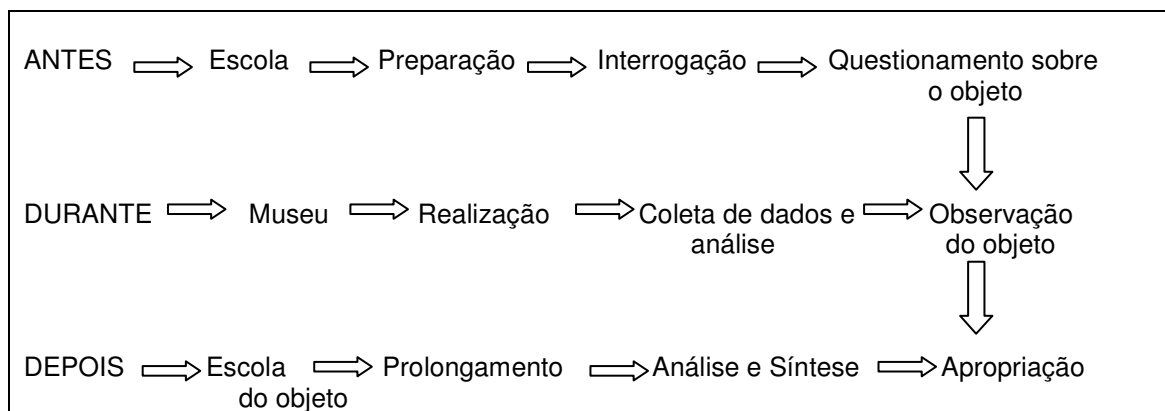 ANTES Escola Preparação Interrogação Questionamento sobre
o objeto
DURANTE Museu Realização Coleta de dados e Observação
análise do objeto
DEPOIS Escola Prolongamento Análise e Síntese Apropriação
do objeto